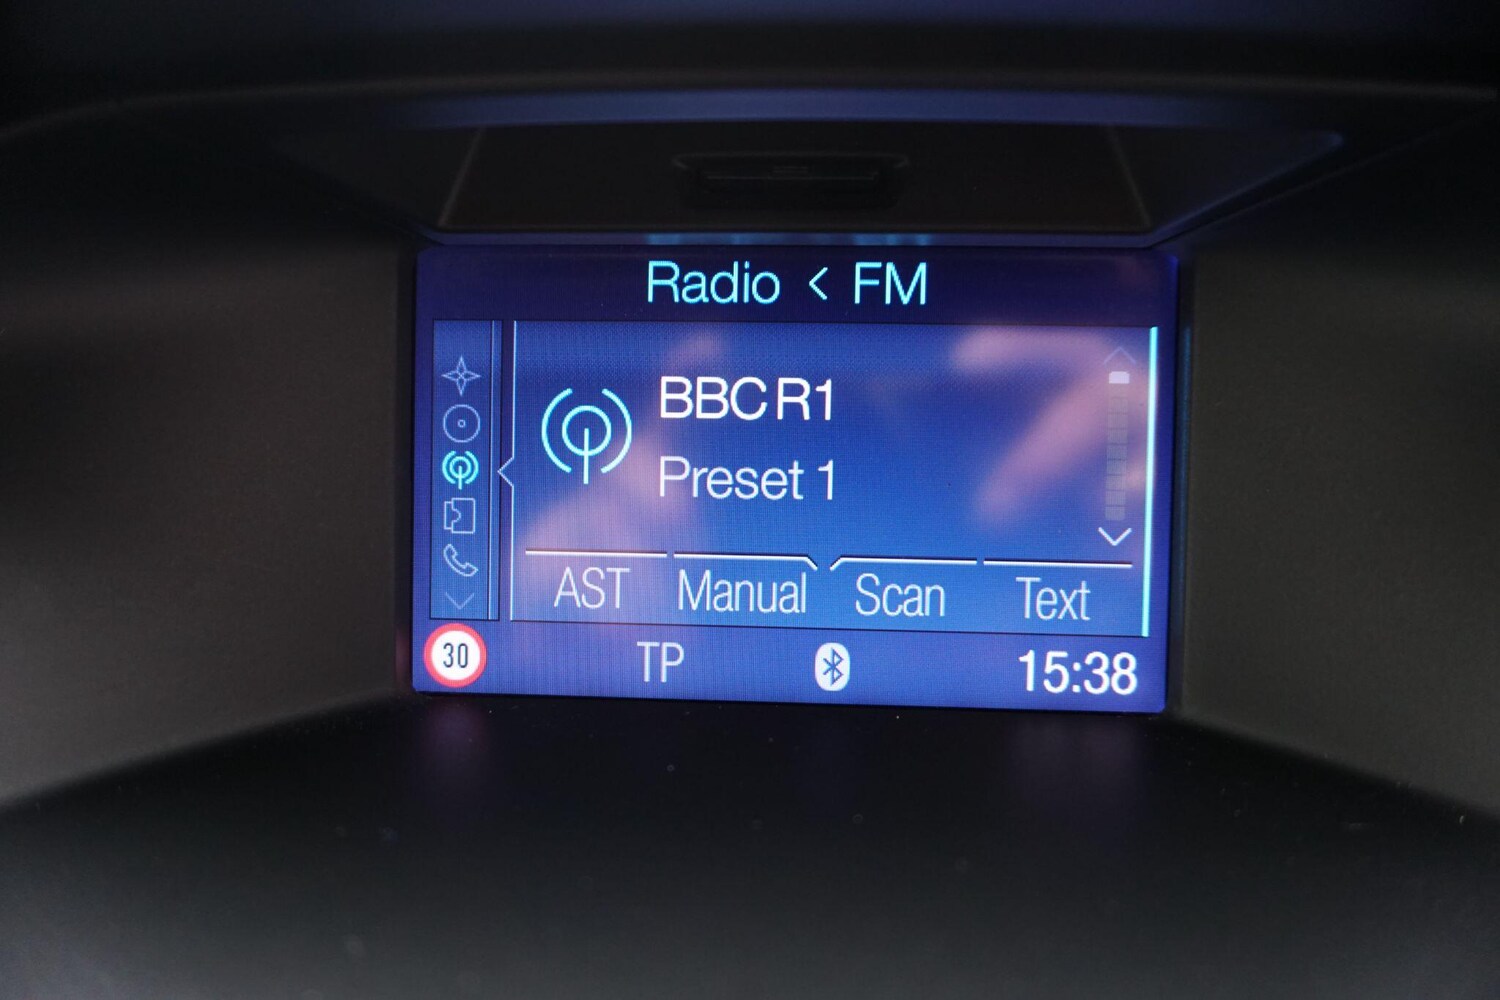 Radio < FM
BBC R1
Preset 1
AST Manual Scan Text
30 TP 15:38